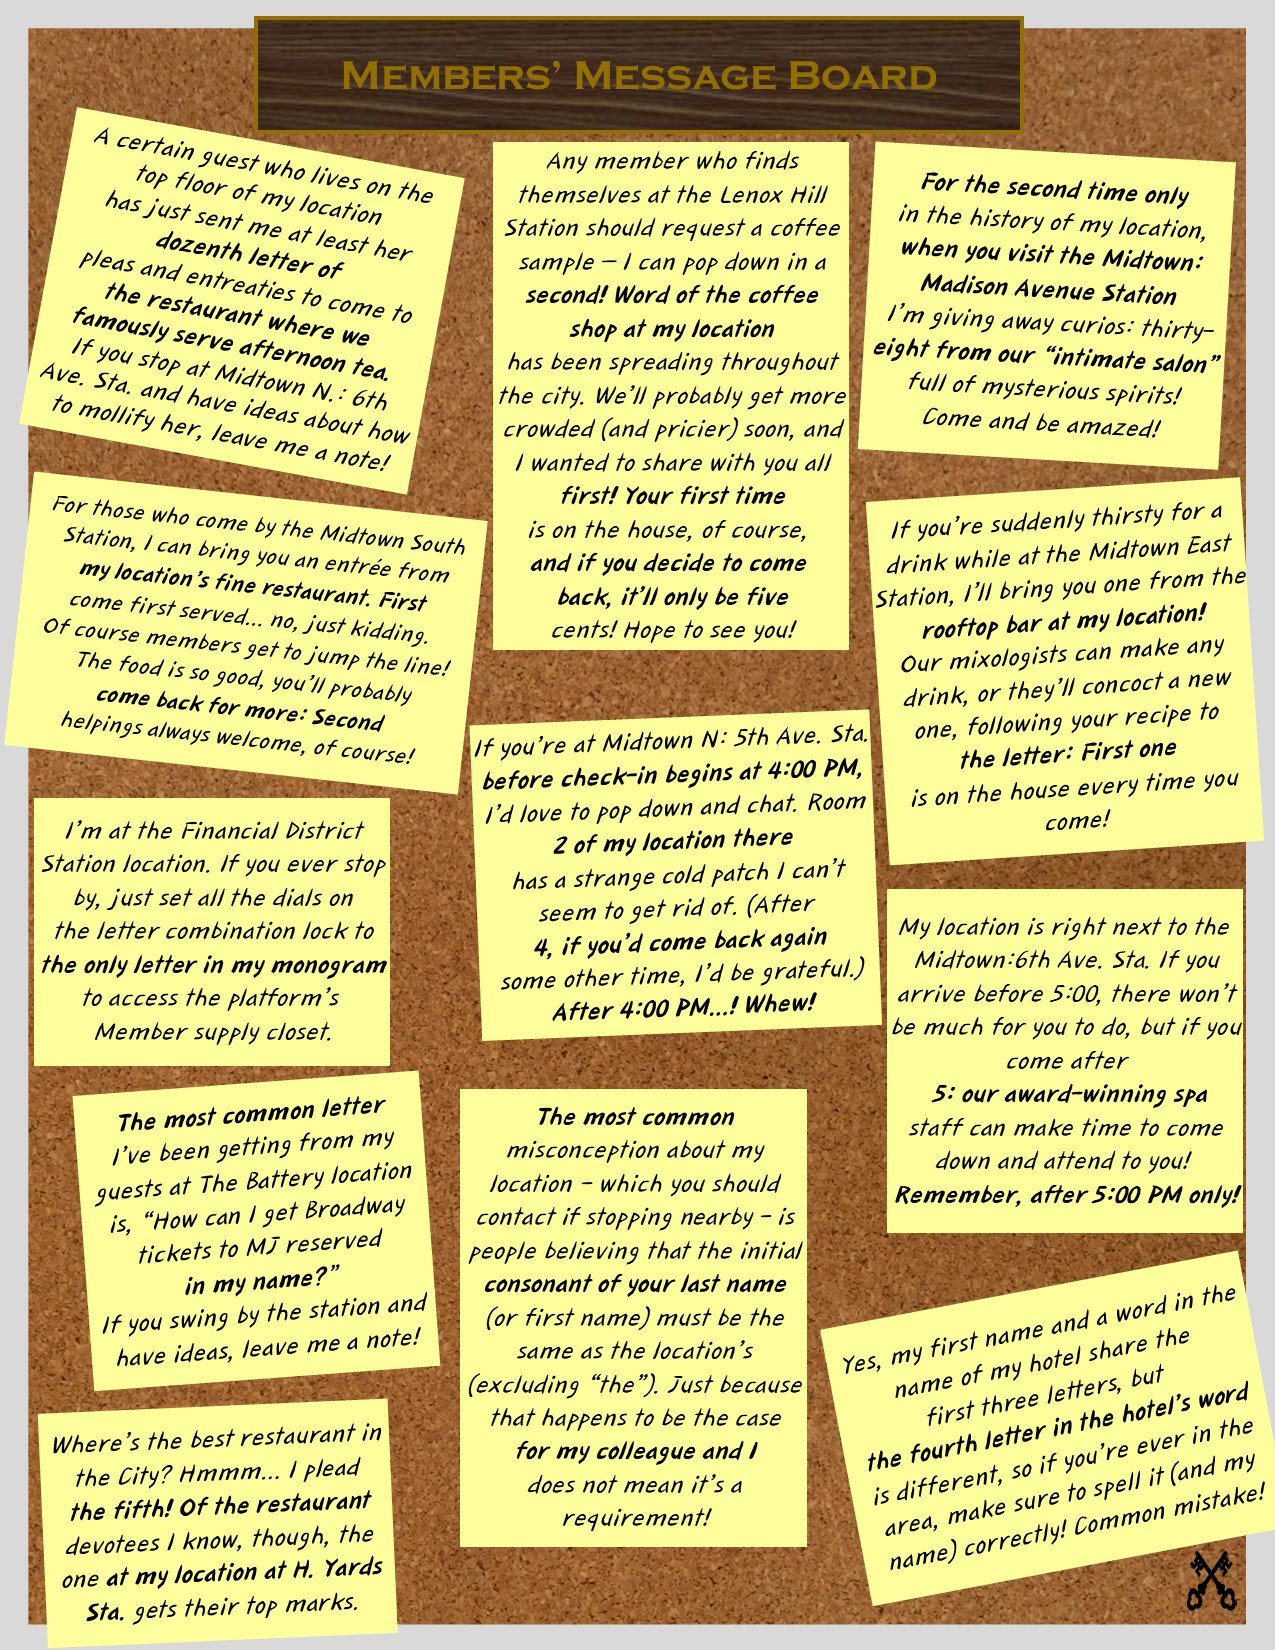 Members' Message Board
A certain guest who lives on the
top floor of my location
has just sent me at least her
dozenth letter of
pleas and entreaties to come to
the restaurant where we
famously serve afternoon tea.
If you stop at Midtown N.: 6th
Ave. Sta. and have ideas about how
to mollify her, leave me a note!
Any member who finds
themselves at the Lenox Hill
Station should request a coffee
sample – I can pop down in a
second! Word of the coffee
shop at my location
has been spreading throughout
the city. We'll probably get more
crowded (and pricier) soon, and
I wanted to share with you all
first! Your first time
is on the house, of course,
and if you decide to come
back, it'll only be five
cents! Hope to see you!
For the second time only
in the history of my location,
when you visit the Midtown:
Madison Avenue Station
I'm giving away curios: thirty-
eight from our "intimate salon"
full of mysterious spirits!
Come and be amazed!
For those who come by the Midtown South
Station, I can bring you an entrée from
my location's fine restaurant. First
come first served... no, just kidding.
Of course members get to jump the line!
The food is so good, you'll probably
come back for more: Second
helpings always welcome, of course!
If you're suddenly thirsty for a
drink while at the Midtown East
Station, I'll bring you one from the
rooftop bar at my location!
Our mixologists can make any
drink, or they'll concoct a new
one, following your recipe to
the letter: First one
is on the house every time you
come!
If you're at Midtown N: 5th Ave. Sta.
before check-in begins at 4:00 PM,
I'd love to pop down and chat. Room
2 of my location there
has a strange cold patch I can't
seem to get rid of. (After
4, if you'd come back again
some other time, I'd be grateful.)
After 4:00 PM...! Whew!
I'm at the Financial District
Station location. If you ever stop
by, just set all the dials on
the letter combination lock to
the only letter in my monogram
to access the platform's
Member supply closet.
My location is right next to the
Midtown:6th Ave. Sta. If you
arrive before 5:00, there won't
be much for you to do, but if you
come after
5: our award-winning spa
staff can make time to come
down and attend to you!
Remember, after 5:00 PM only!
The most common letter
I've been getting from my
guests at The Battery location
is, "How can I get Broadway
tickets to MJ reserved
in my name?"
If you swing by the station and
have ideas, leave me a note!
The most common
misconception about my
location – which you should
contact if stopping nearby – is
people believing that the initial
consonant of your last name
(or first name) must be the
same as the location's
(excluding "the"). Just because
that happens to be the case
for my colleague and I
does not mean it's a
requirement!
Yes, my first name and a word in the
name of my hotel share the
first three letters, but
the fourth letter in the hotel's word
is different, so if you're ever in the
area, make sure to spell it (and my
name) correctly! Common mistake!
Where's the best restaurant in
the City? Hmmm... I plead
the fifth! Of the restaurant
devotees I know, though, the
one at my location at H. Yards
Sta. gets their top marks.